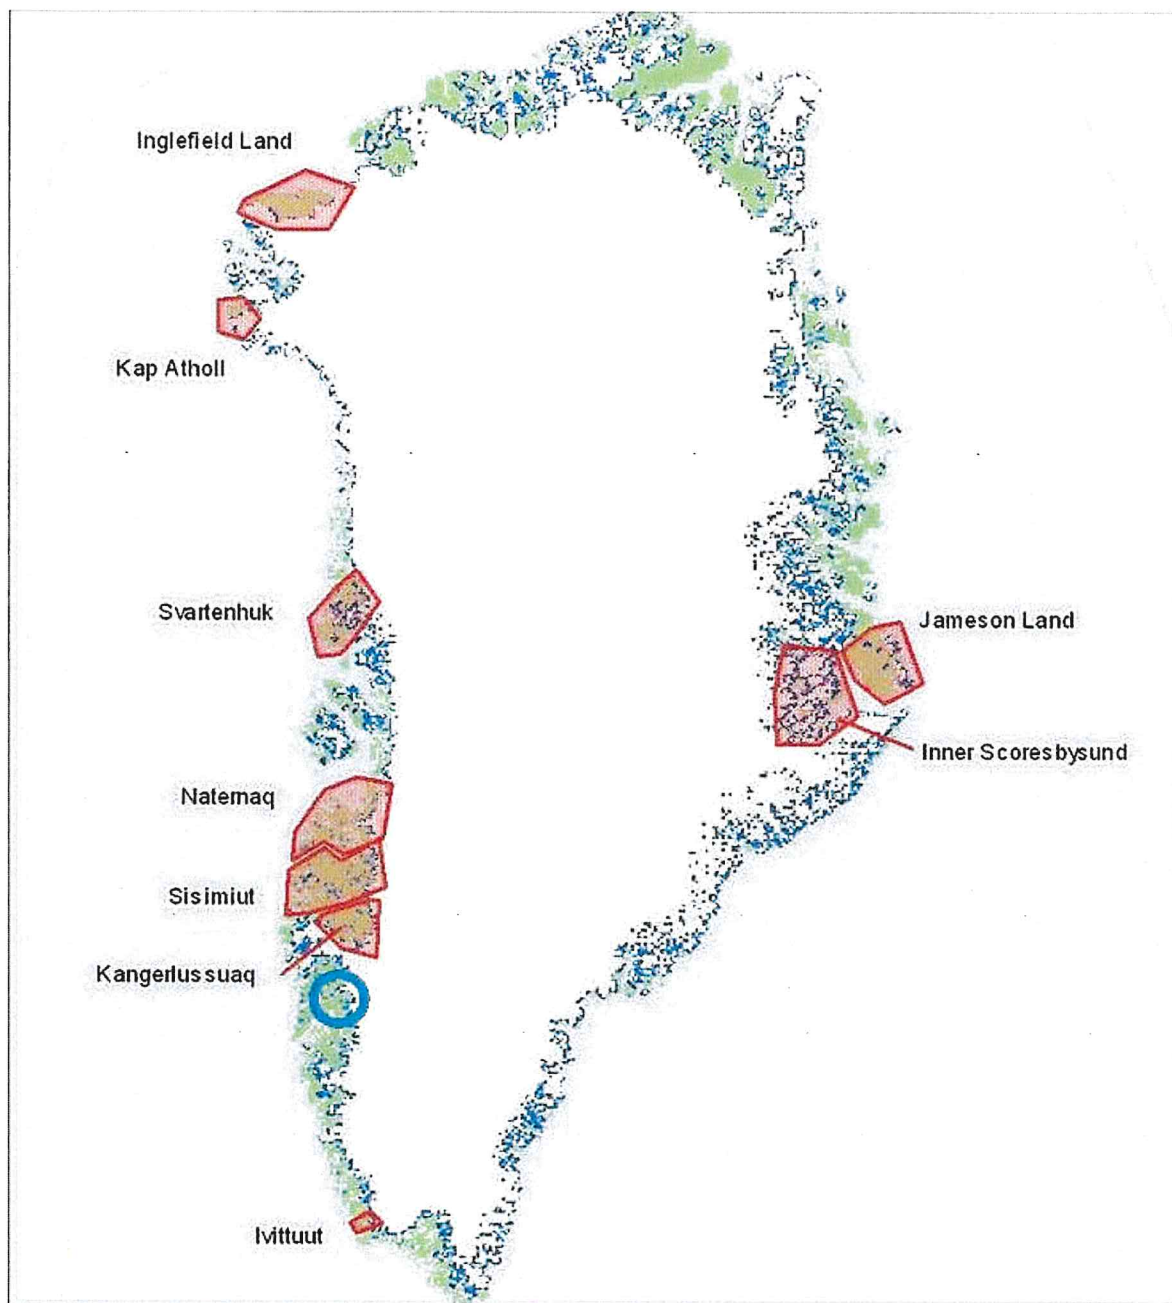 Inglefield Land
Kap Atholl
Svartenhuk
Jameson Land
Inner Scoresbysund
Naternaq
Sisimiut
Kangerlussuaq
Ivittuut